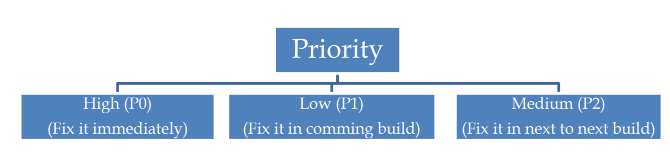 Priority
High (P0)
(Fix it immediately)
Low (P1)
(Fix it in comming build)
Medium (P2)
(Fix it in next to next build)